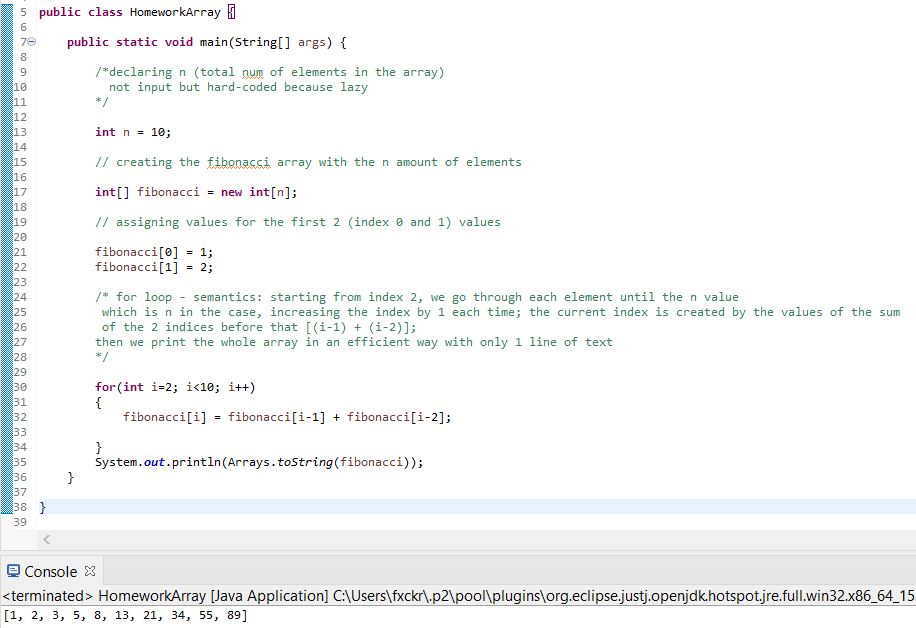 5 public class HomeworkArray {
6
7 public static void main(String[] args) {
8
9 /*declaring n (total num of elements in the array)
10 not input but hard-coded because lazy
11 */
12
13 int n = 10;
14
15 // creating the fibonacci array with the n amount of elements
16
17 int[] fibonacci = new int[n];
18
19 // assigning values for the first 2 (index 0 and 1) values
20
21 fibonacci[0] = 1;
22 fibonacci[1] = 2;
23
24 /* for loop - semantics: starting from index 2, we go through each element until the n value
25 which is n in the case, increasing the index by 1 each time; the current index is created by the values of the sum
26 of the 2 indices before that [(i-1) + (i-2)];
27 then we print the whole array in an efficient way with only 1 line of text
28 */
29
30 for(int i=2; i<10; i++)
31 {
32 fibonacci[i] = fibonacci[i-1] + fibonacci[i-2];
33
34 }
35 System.out.println(Arrays.toString(fibonacci));
36 }
37
38 }
39
Console
<terminated> HomeworkArray [Java Application] C:\Users\fxckr\.p2\pool\plugins\org.eclipse.justj.openjdk.hotspot.jre.full.win32.x86_64_15.
[1, 2, 3, 5, 8, 13, 21, 34, 55, 89]